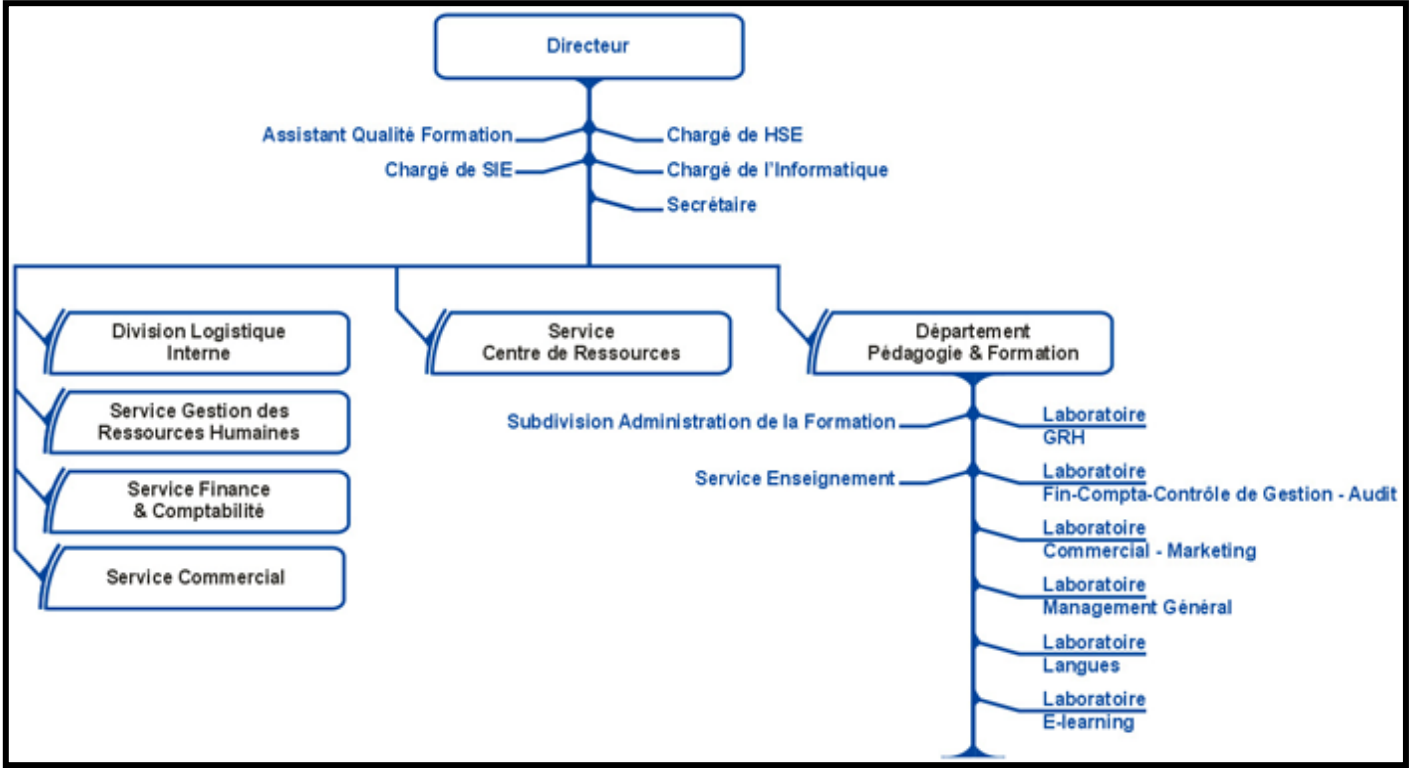 Directeur
Assistant Qualité Formation
Chargé de HSE
Chargé de SIE
Chargé de l'Informatique
Secrétaire
Division Logistique
Interne
Service
Centre de Ressources
Département
Pédagogie & Formation
Service Gestion des
Ressources Humaines
Service Finance
& Comptabilité
Service Commercial
Subdivision Administration de la Formation
Service Enseignement
Laboratoire
GRH
Laboratoire
Fin-Compta-Contrôle de Gestion - Audit
Laboratoire
Commercial - Marketing
Laboratoire
Management Général
Laboratoire
Langues
Laboratoire
E-learning